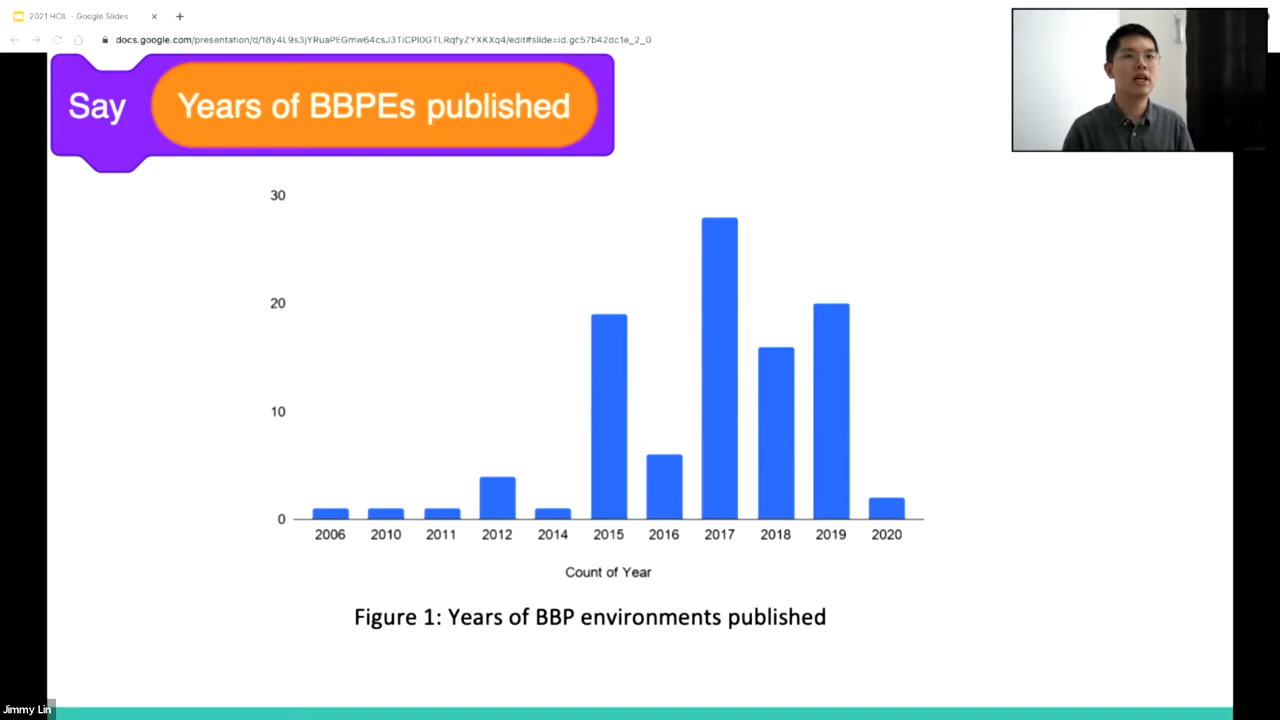 2021 HCIL - Google Slides
docs.google.com/presentation/d/18y4L9s3jYRuaPEGmw64csJ3TiCPI0GTLRqfyZYXKXq4/edit#slide=id.gc57b42dc1e_2_0
Say Years of BBPEs published
30
20
10
0
2006 2010 2011 2012 2014 2015 2016 2017 2018 2019 2020
Count of Year
Figure 1: Years of BBP environments published
Jimmy Lin